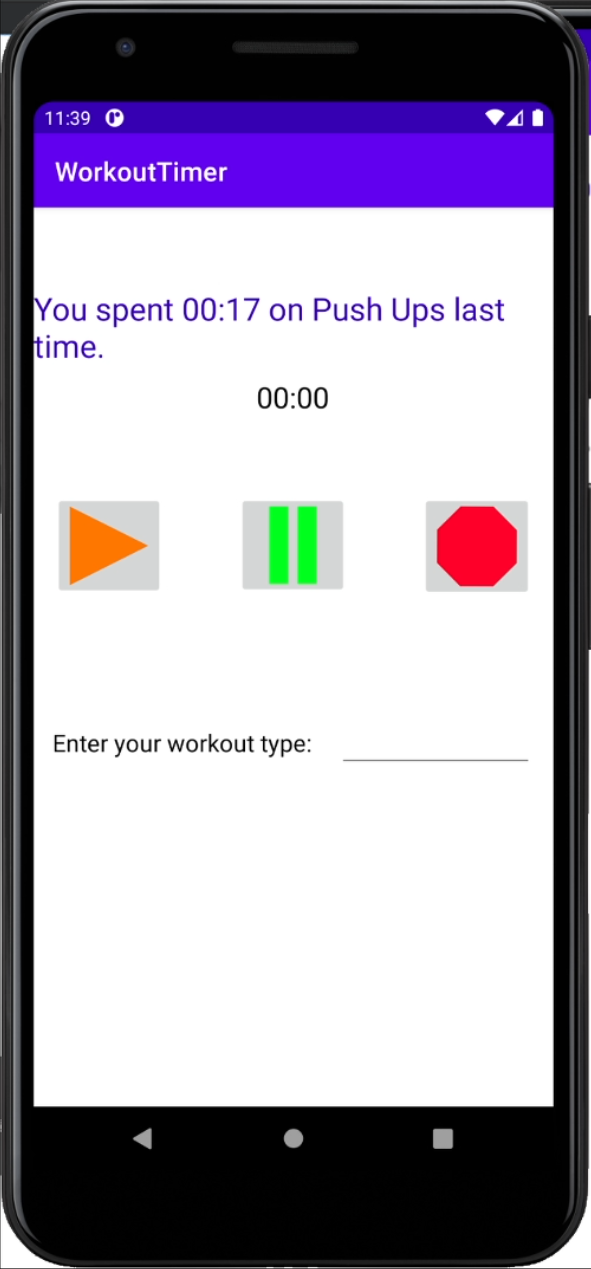 11:39
WorkoutTimer
You spent 00:17 on Push Ups last
time.
00:00
Enter your workout type: